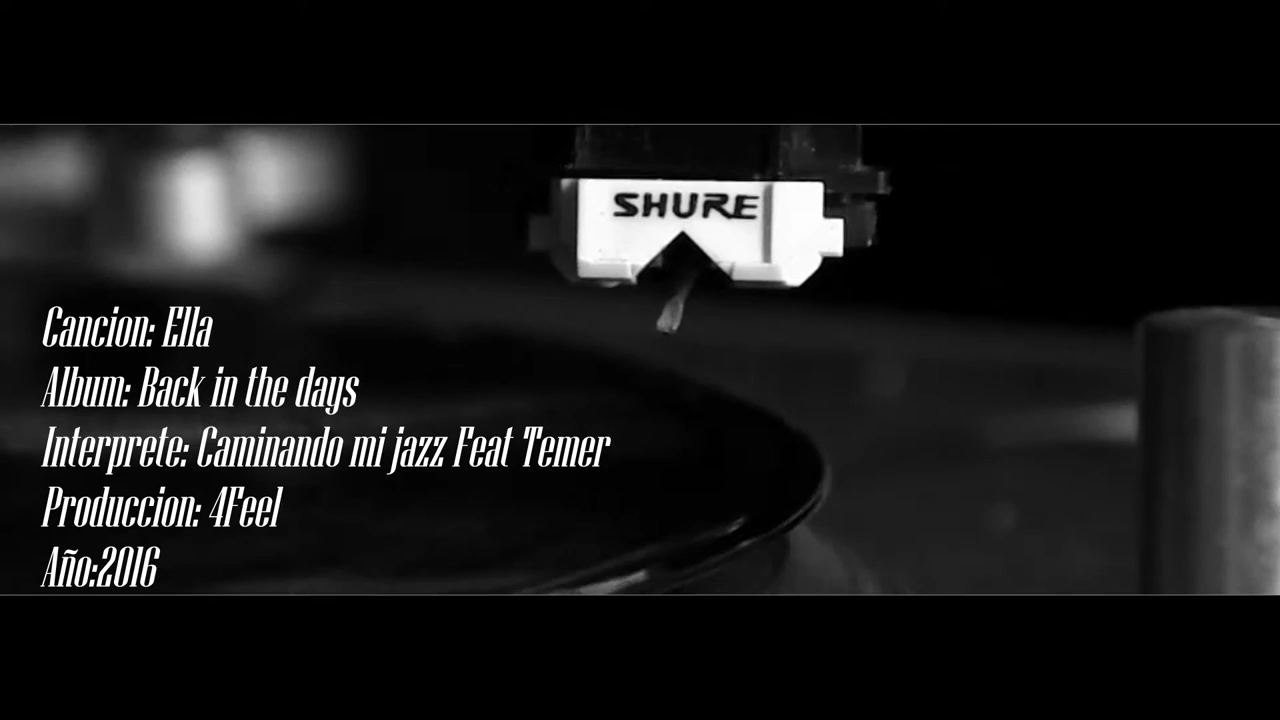 SHURE
Cancion: Ella
Album: Back in the days
Interprete: Caminando mi jazz Feat Temer
Produccion: 4Feel
Año:2016